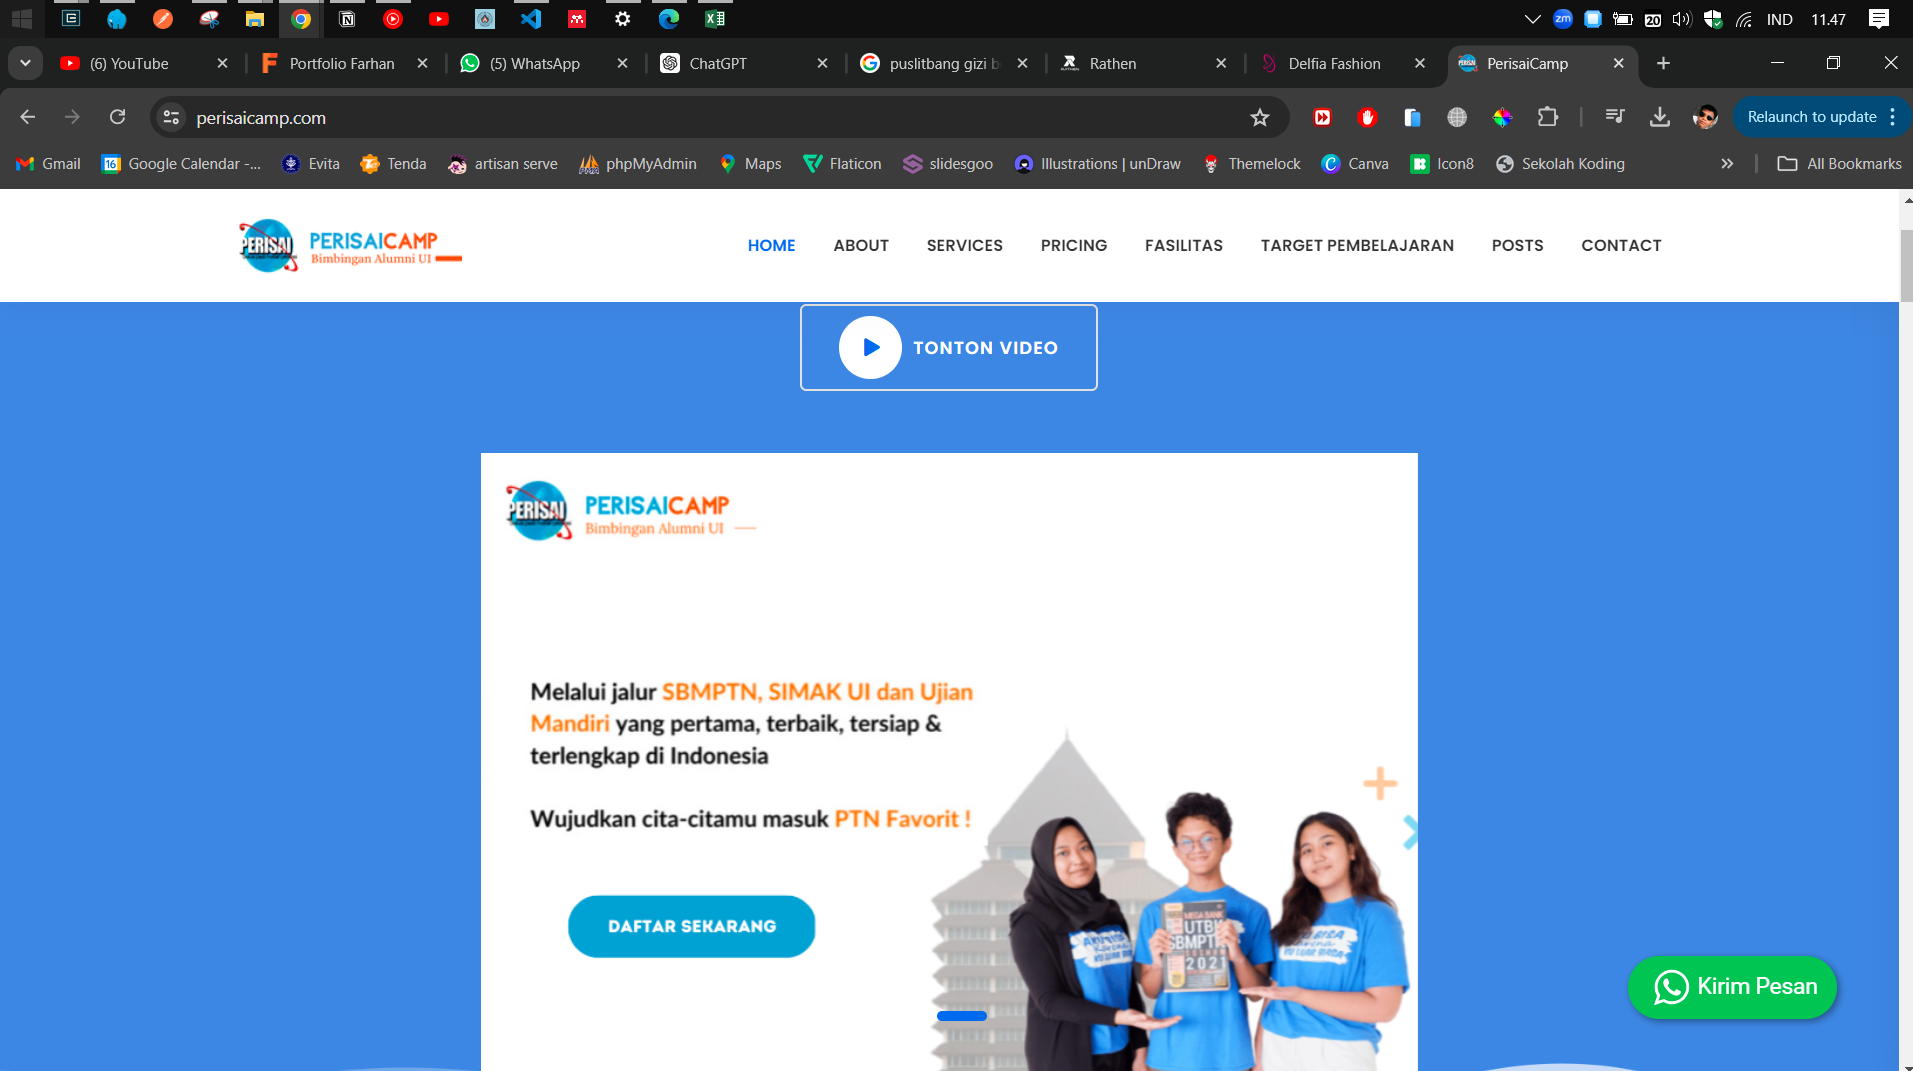 20
IND
11.47
(6) YouTube
Portfolio Farhan
(5) WhatsApp
ChatGPT
puslitbang gizi b
Rathen
Delfia Fashion
PerisaiCamp
perisaicamp.com
Relaunch to update
Gmail
Google Calendar -...
Evita
Tenda
artisan serve
phpMyAdmin
Maps
Flaticon
slidesgoo
Illustrations | unDraw
Themelock
Canva
Icon8
Sekolah Koding
All Bookmarks
PERISAI
PERISAICAMP
Bimbingan Alumni UI
HOME
ABOUT
SERVICES
PRICING
FASILITAS
TARGET PEMBELAJARAN
POSTS
CONTACT
TONTON VIDEO
PERISAI
PERISAICAMP
Bimbingan Alumni UI
Melalui jalur SBMPTN, SIMAK UI dan Ujian
Mandiri yang pertama, terbaik, tersiap &
terlengkap di Indonesia
Wujudkan cita-citamu masuk PTN Favorit !
DAFTAR SEKARANG
MEGA BANK
UTBK
SBMPTN
2021
Kirim Pesan